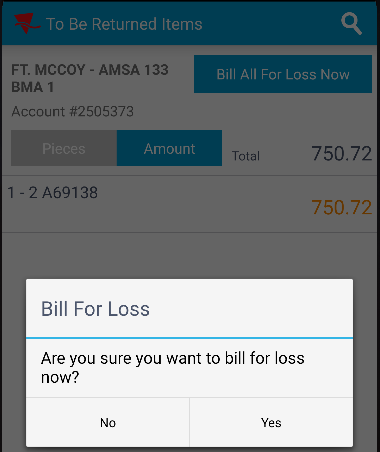 To Be Returned Items
FT. MCCOY - AMSA 133
BMA 1
Bill All For Loss Now
Account #2505373
Pieces
Amount
Total
750.72
1 - 2 A69138
750.72
Bill For Loss
Are you sure you want to bill for loss
now?
No
Yes